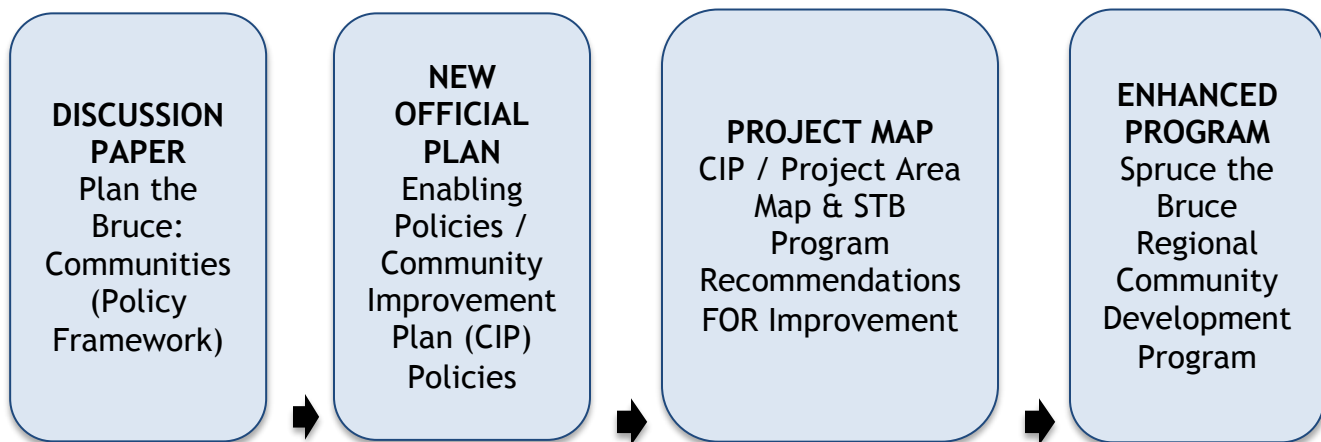 DISCUSSION
PAPER
Plan the
Bruce:
Communities
(Policy
Framework)
NEW
OFFICIAL
PLAN
Enabling
Policies /
Community
Improvement
Plan (CIP)
Policies
PROJECT MAP
CIP / Project Area
Map & STB
Program
Recommendations
FOR Improvement
ENHANCED
PROGRAM
Spruce the
Bruce
Regional
Community
Development
Program